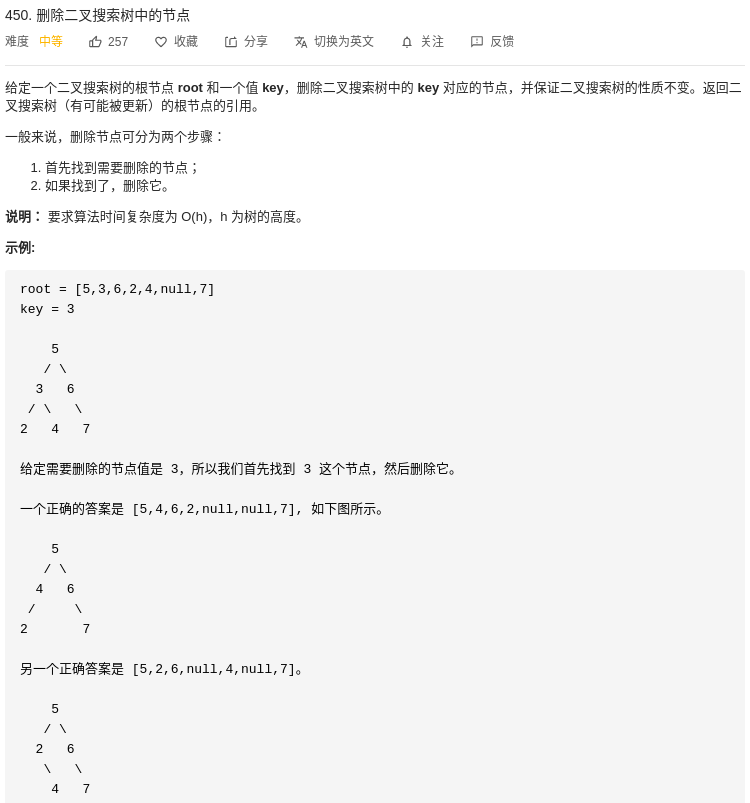 450. 删除二叉搜索树中的节点
难度 中等 257 收藏 分享 切换为英文 关注 反馈
给定一个二叉搜索树的根节点 root 和一个值 key，删除二叉搜索树中的 key 对应的节点，并保证二叉搜索树的性质不变。返回二
叉搜索树（有可能被更新）的根节点的引用。
一般来说，删除节点可分为两个步骤：
1. 首先找到需要删除的节点；
2. 如果找到了，删除它。
说明： 要求算法时间复杂度为 O(h)，h 为树的高度。
示例:
root = [5,3,6,2,4,null,7]
key = 3
    5
   / \
  3   6
 / \   \
2   4   7
给定需要删除的节点值是 3，所以我们首先找到 3 这个节点，然后删除它。
一个正确的答案是 [5,4,6,2,null,null,7], 如下图所示。
    5
   / \
  4   6
 /     \
2       7
另一个正确答案是 [5,2,6,null,4,null,7]。
    5
   / \
  2   6
   \   \
    4   7